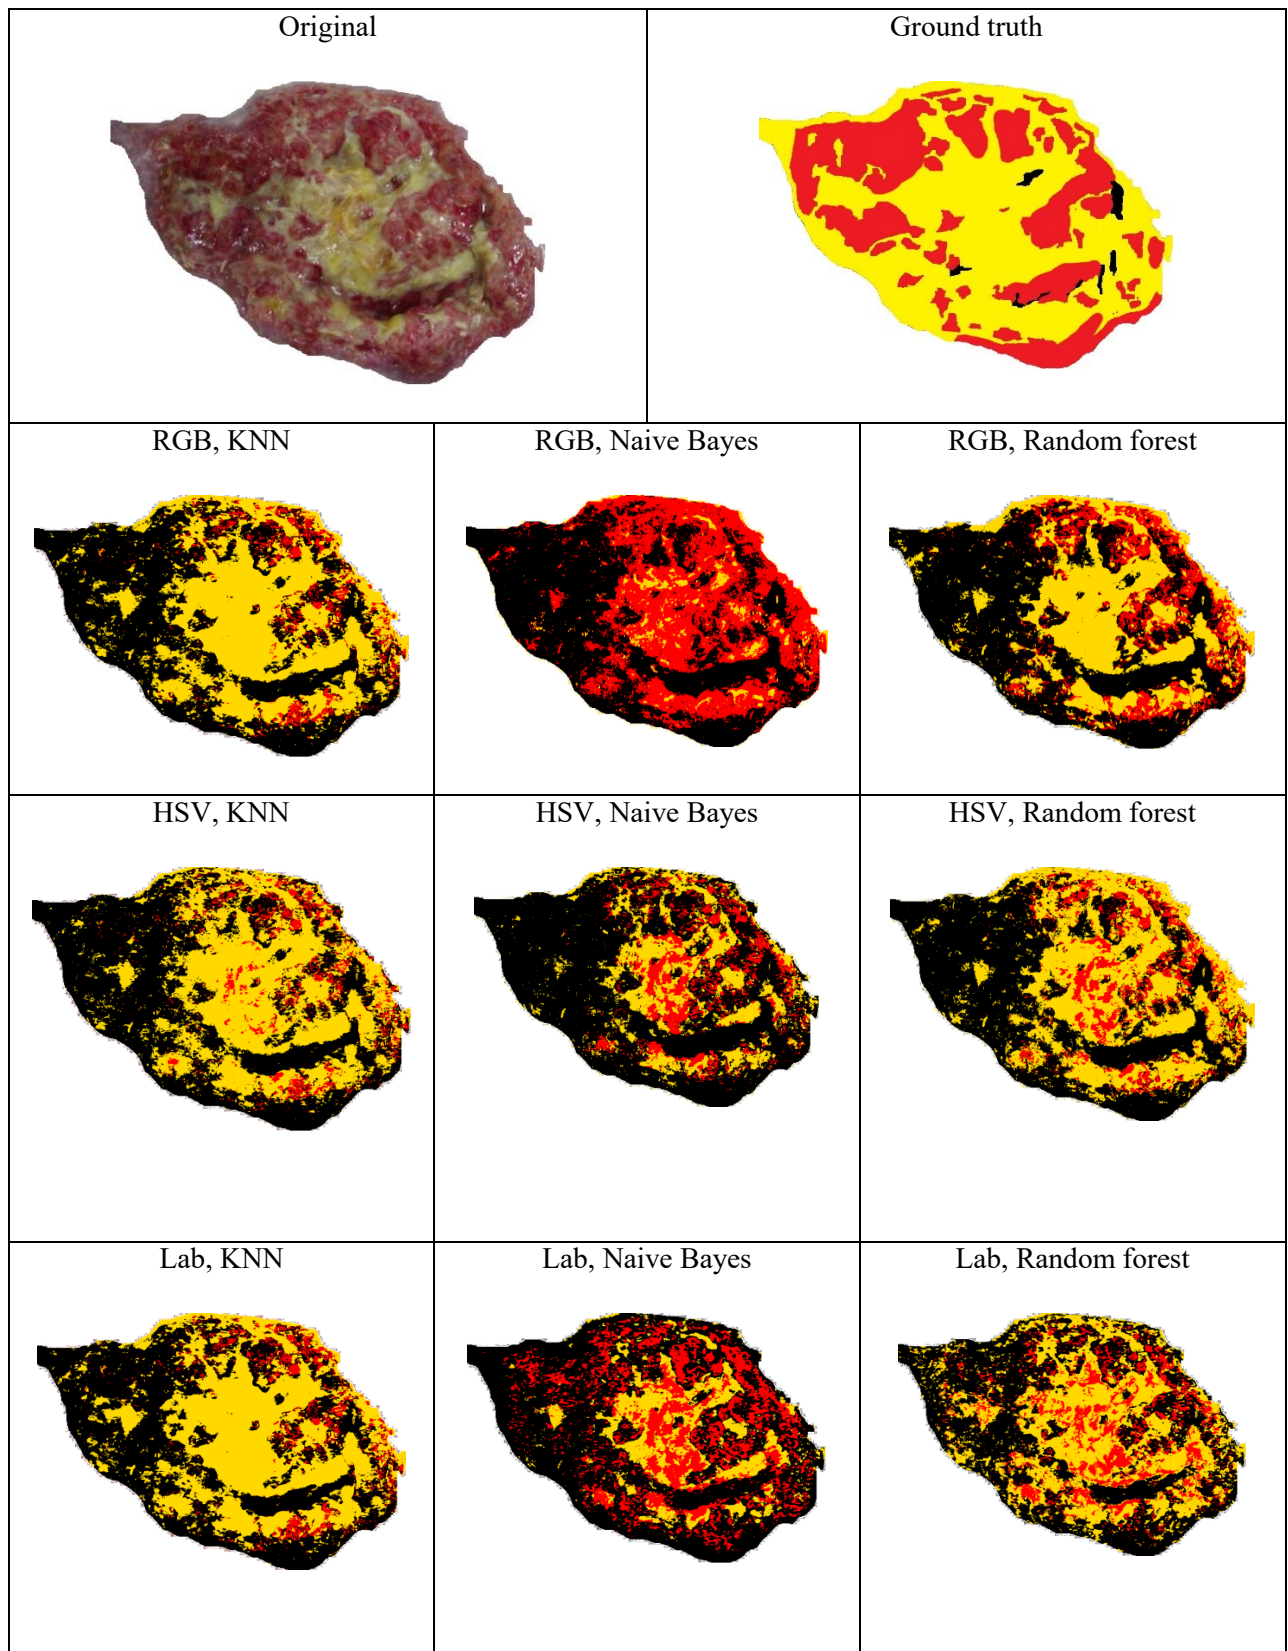 Original
Ground truth
RGB, KNN
RGB, Naive Bayes
RGB, Random forest
HSV, KNN
HSV, Naive Bayes
HSV, Random forest
Lab, KNN
Lab, Naive Bayes
Lab, Random forest